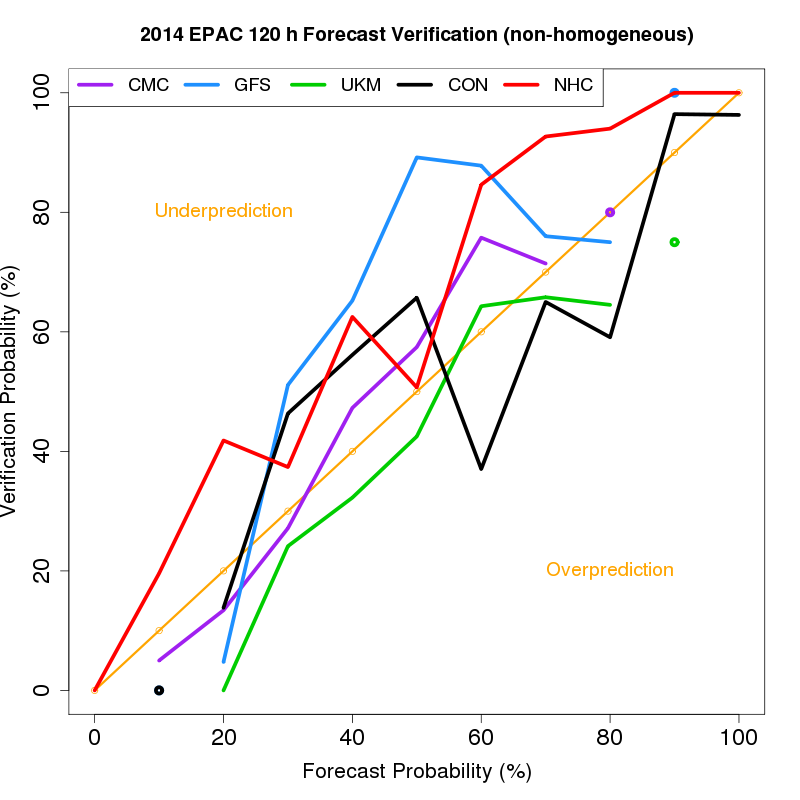 2014 EPAC 120 h Forecast Verification (non-homogeneous)
CMC GFS UKM CON NHC
100
80
60
40
20
0
Verification Probability (%)
Underprediction
Overprediction
0 20 40 60 80 100
Forecast Probability (%)